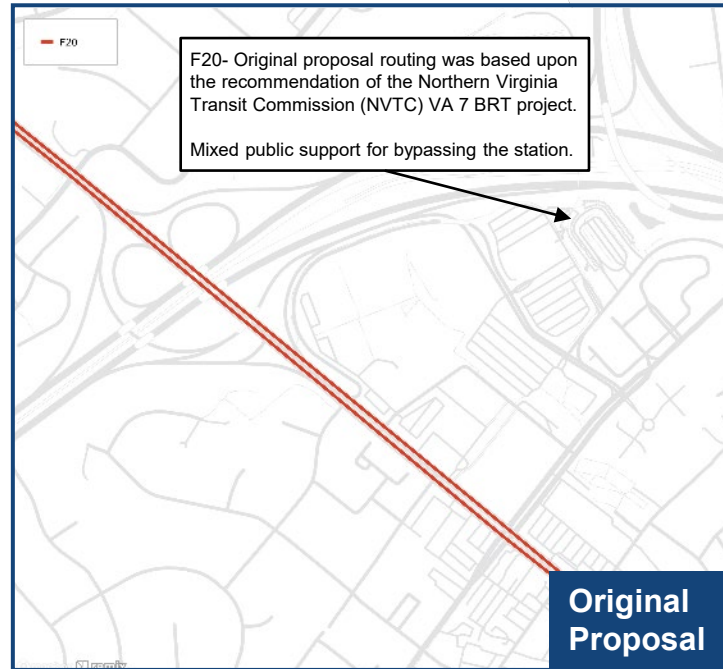 F20
F20- Original proposal routing was based upon
the recommendation of the Northern Virginia
Transit Commission (NVTC) VA 7 BRT project.
Mixed public support for bypassing the station.
Original
Proposal
remix